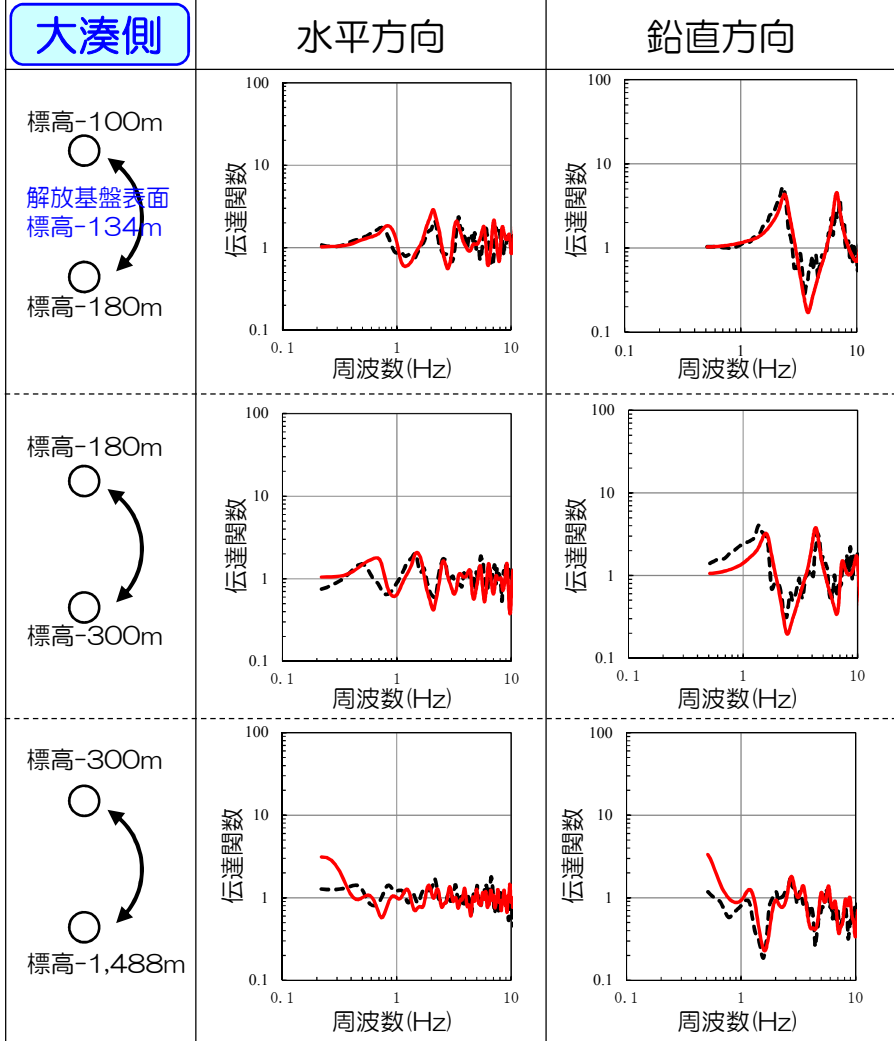 大湊側
水平方向
鉛直方向
標高-100m
解放基盤表面
標高-134m
標高-180m
伝達関数
100
10
1
0.1
0.1
1
10
周波数(Hz)
伝達関数
100
10
1
0.1
0.1
1
10
周波数(Hz)
標高-180m
標高-300m
伝達関数
100
10
1
0.1
0.1
1
10
周波数(Hz)
伝達関数
100
10
1
0.1
0.1
1
10
周波数(Hz)
標高-300m
標高-1,488m
伝達関数
100
10
1
0.1
0.1
1
10
周波数(Hz)
伝達関数
100
10
1
0.1
0.1
1
10
周波数(Hz)